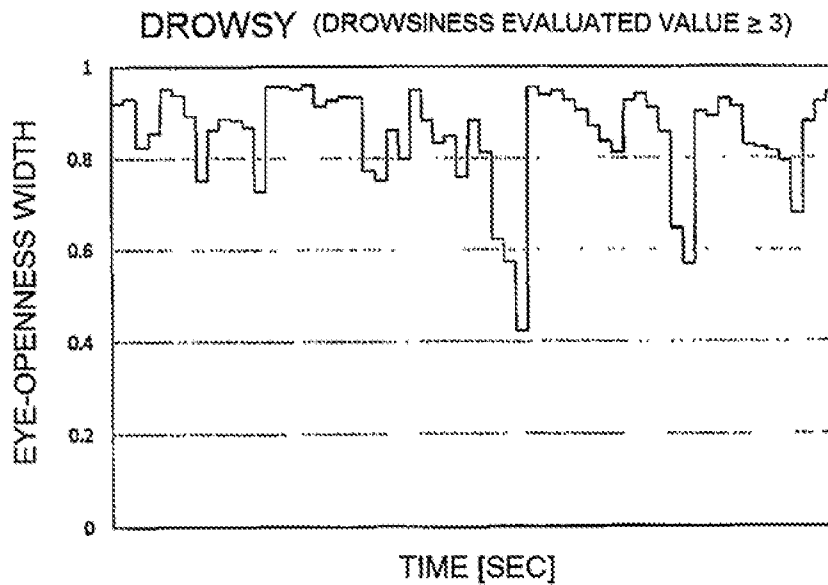 DROWSY (DROWSINESS EVALUATED VALUE ≥ 3)
EYE-OPENNESS WIDTH
1
0.8
0.6
0.4
0.2
0
TIME [SEC]